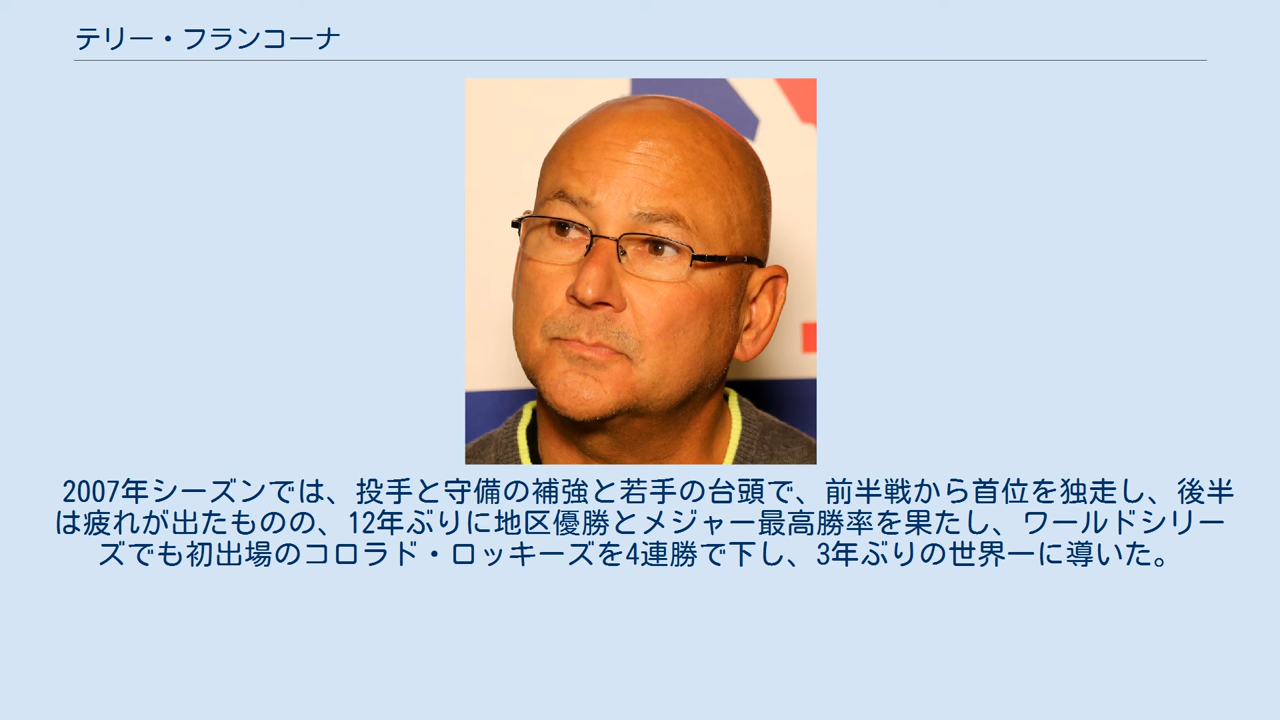 テリー・フランコーナ
2007年シーズンでは、投手と守備の補強と若手の台頭で、前半戦から首位を独走し、後半
は疲れが出たものの、12年ぶりに地区優勝とメジャー最高勝率を果たし、ワールドシリー
ズでも初出場のコロラド・ロッキーズを4連勝で下し、3年ぶりの世界一に導いた。